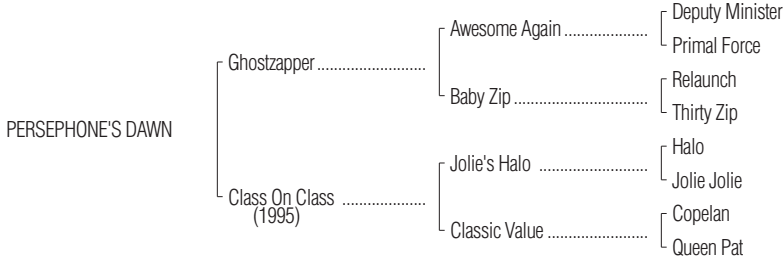 Deputy Minister
Awesome Again ....................
Primal Force
Ghostzapper ..........................
Relaunch
Baby Zip ................................
Thirty Zip
PERSEPHONE'S DAWN
Halo
Jolie's Halo ..........................
Jolie Jolie
Class On Class ....................
(1995)
Copelan
Classic Value ........................
Queen Pat